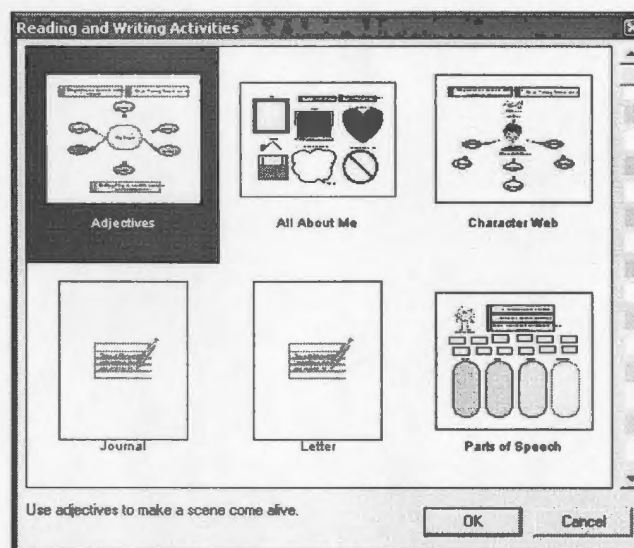 Reading and Writing Activities
Adjectives
All About Me
Character Web
Journal
Letter
Parts of Speech
Use adjectives to make a scene come alive.
OK
Cancel